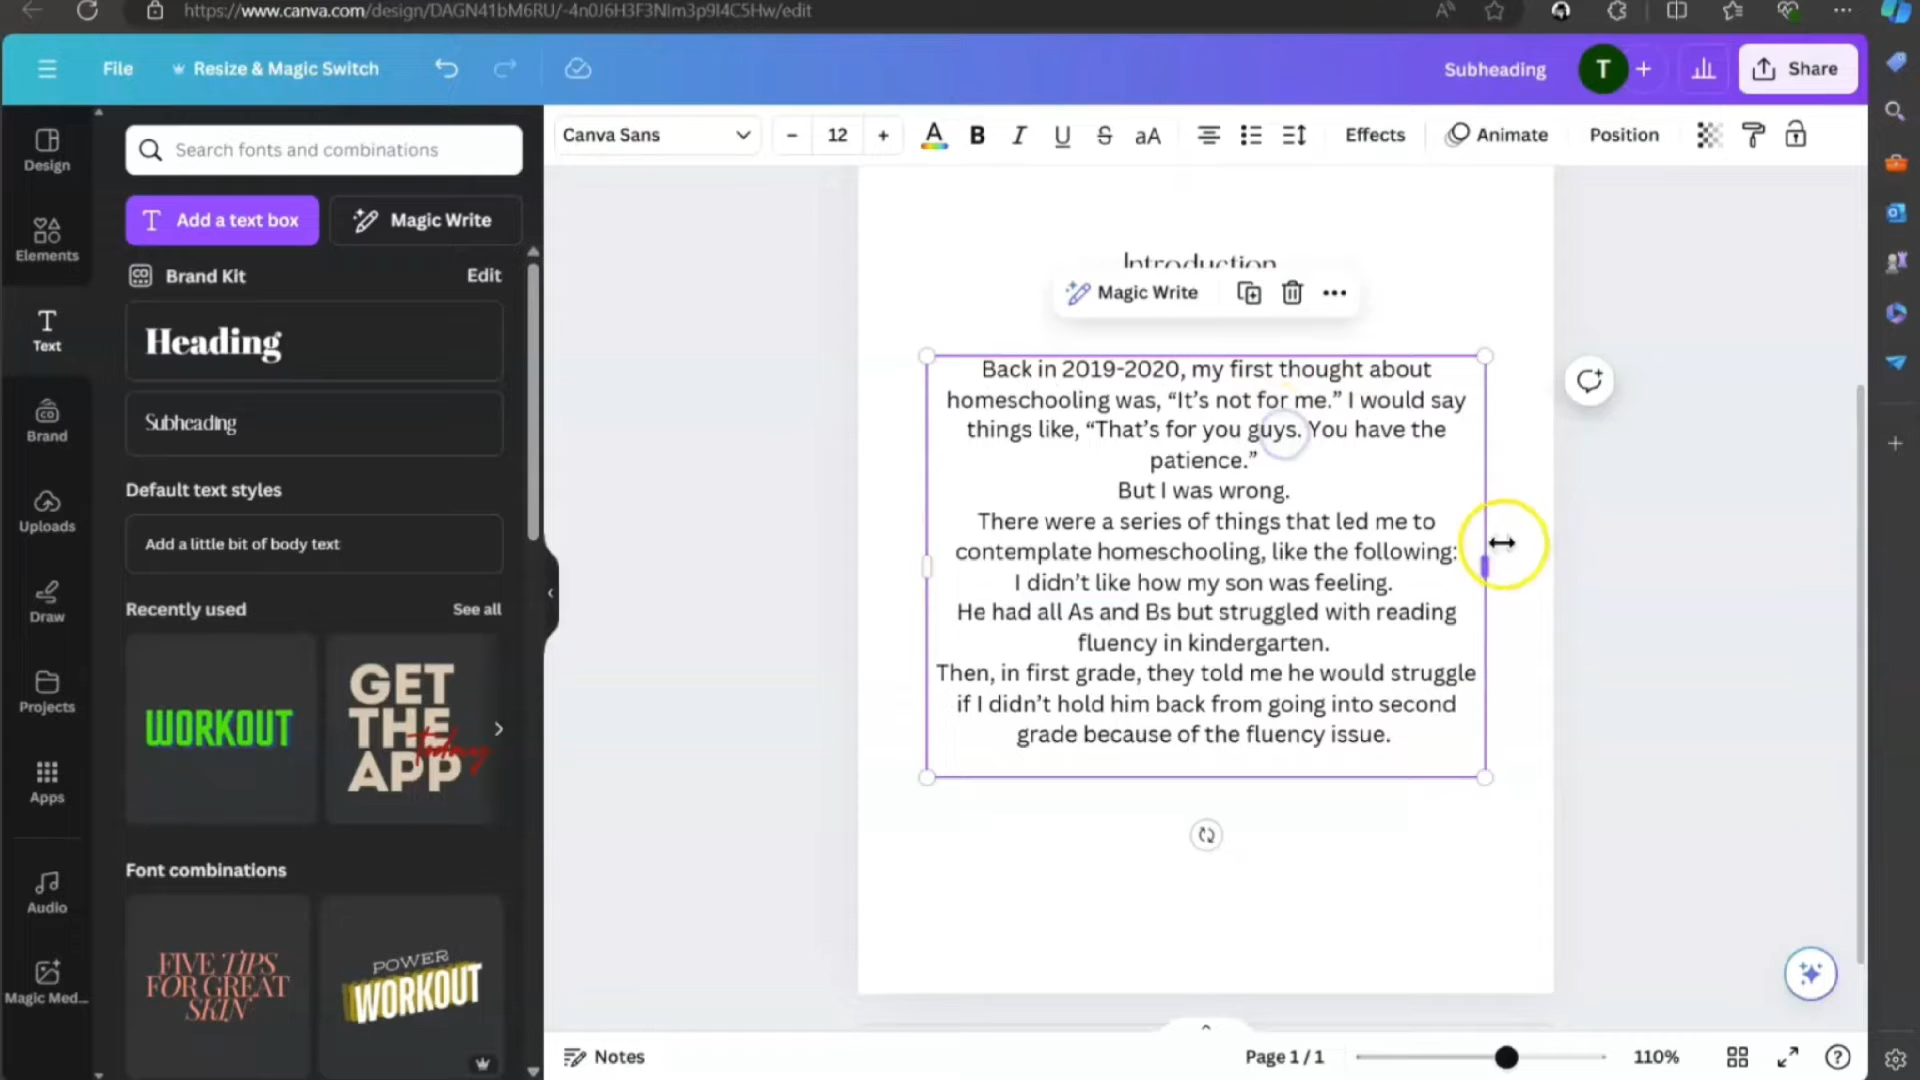 https://www.canva.com/design/DAGN41bM6RU/-4n0J6H3F3NIm3p9I4C5Hw/edit
File
Resize & Magic Switch
Subheading
T
+
Share
Design
Elements
Text
Brand
Uploads
Draw
Projects
Apps
Audio
Magic Med...
Search fonts and combinations
T Add a text box
Magic Write
Brand Kit
Edit
Heading
Subheading
Default text styles
Add a little bit of body text
Recently used
See all
WORKOUT
GET
THE
APP
today
Font combinations
FIVE TIPS
FOR GREAT
SKIN
POWER
WORKOUT
Canva Sans
– 12 +
A B I U S aA
Effects
Animate
Position
Introduction
Magic Write
Back in 2019-2020, my first thought about
homeschooling was, “It’s not for me.” I would say
things like, “That’s for you guys. You have the
patience.”
But I was wrong.
There were a series of things that led me to
contemplate homeschooling, like the following:
I didn’t like how my son was feeling.
He had all As and Bs but struggled with reading
fluency in kindergarten.
Then, in first grade, they told me he would struggle
if I didn’t hold him back from going into second
grade because of the fluency issue.
Notes
Page 1 / 1
110%